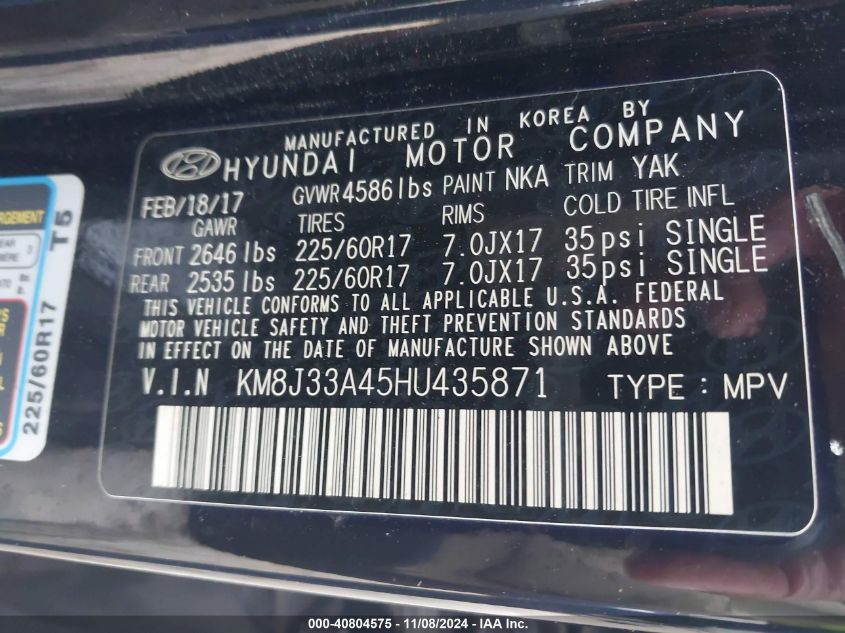 MANUFACTURED IN KOREA BY
HYUNDAI MOTOR COMPANY
FEB/18/17 GVWR 4586lbs PAINT NKA TRIM YAK
GAWR TIRES RIMS COLD TIRE INFL
FRONT 2646 lbs 225/60R17 7.0JX17 35psi SINGLE
REAR 2535 lbs 225/60R17 7.0JX17 35psi SINGLE
THIS VEHICLE CONFORMS TO ALL APPLICABLE U.S.A. FEDERAL
MOTOR VEHICLE SAFETY AND THEFT PREVENTION STANDARDS
IN EFFECT ON THE DATE OF MANUFACTURE SHOWN ABOVE
V.I.N KM8J33A45HU435871 TYPE : MPV
225/60R17 T5
000-40804575 - 11/08/2024 - IAA Inc.